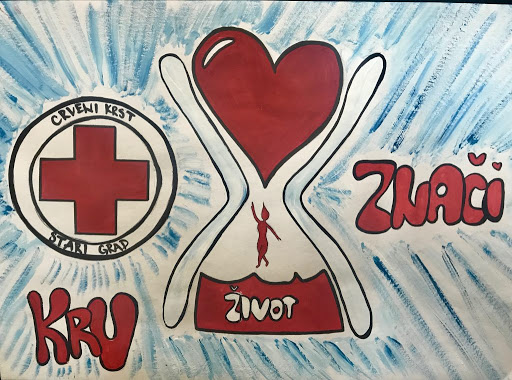 CRVENI KRST
STARI GRAD
KRV
ZNAČI
ŽIVOT